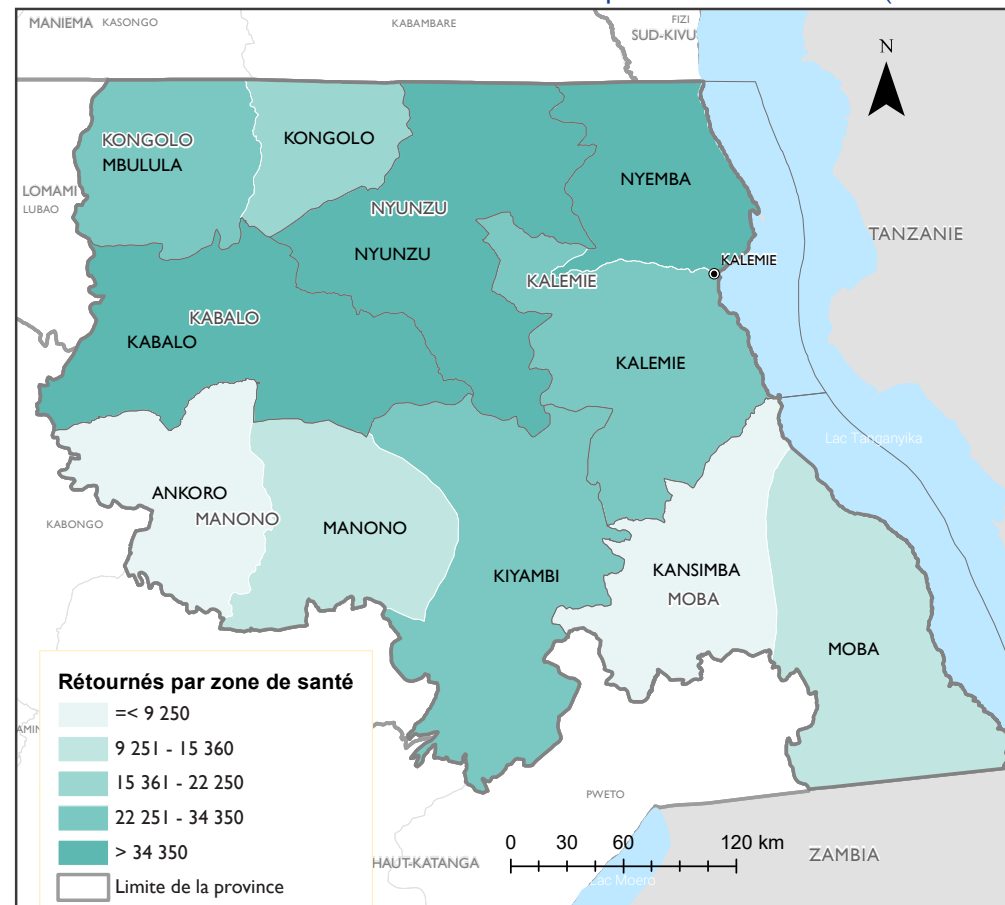 MANIEMA
KASONGO
KABAMBARE
FIZI
SUD-KIVU
N
KONGOLO
MBULULA
KONGOLO
LOMAMI
LUBAO
NYUNZU
NYEMBA
TANZANIE
NYUNZU
KALEMIE
KALEMIE
KABALO
KABALO
KALEMIE
Lac Tanganyika
ANKORO
MANONO
KABONGO
MANONO
KIYAMBI
KANSIMBA
MOBA
MOBA
Rétournés par zone de santé
=< 9 250
9 251 - 15 360
15 361 - 22 250
22 251 - 34 350
> 34 350
Limite de la province
PWETO
0 30 60 120 km
HAUT-KATANGA
Lac Moero
ZAMBIA